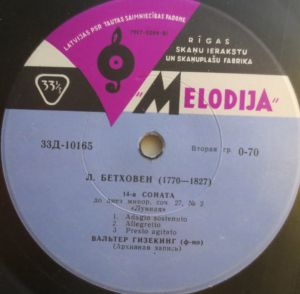 LATVIJAS PSR TAUTAS SAIMNIECĪBAS PADOME
RĪGAS
SKAŅU IERAKSTU
UN SKAŅUPLAŠU FABRIKA
33⅓
"MELODIJA"
33Д-10165
Вторая гр. 0-70
Л. БЕТХОВЕН (1770—1827)
14-я СОНАТА
до диез минор, соч. 27, № 2
«Лунная»
1. Adagio sostenuto
2. Allegretto
3. Presto agitato
ВАЛЬТЕР ГИЗЕКИНГ (ф-но)
(Архивная запись)